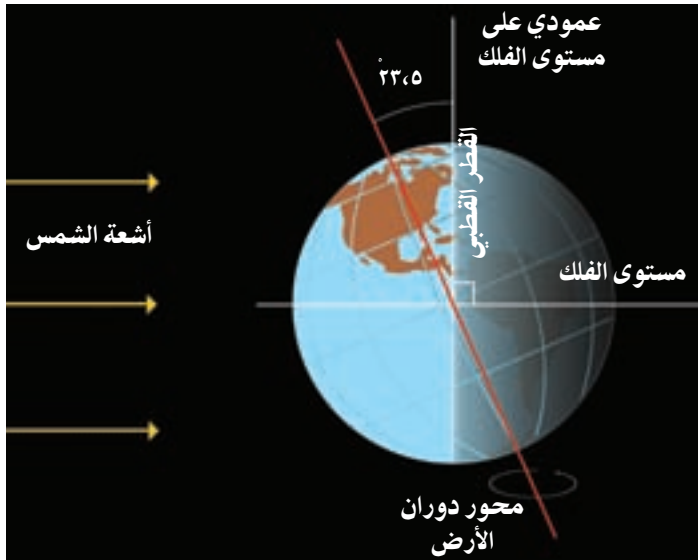 عمودي على
مستوى الفلك
٢٣،٥°
القطر القطبي
أشعة الشمس
مستوى الفلك
محور دوران
الأرض